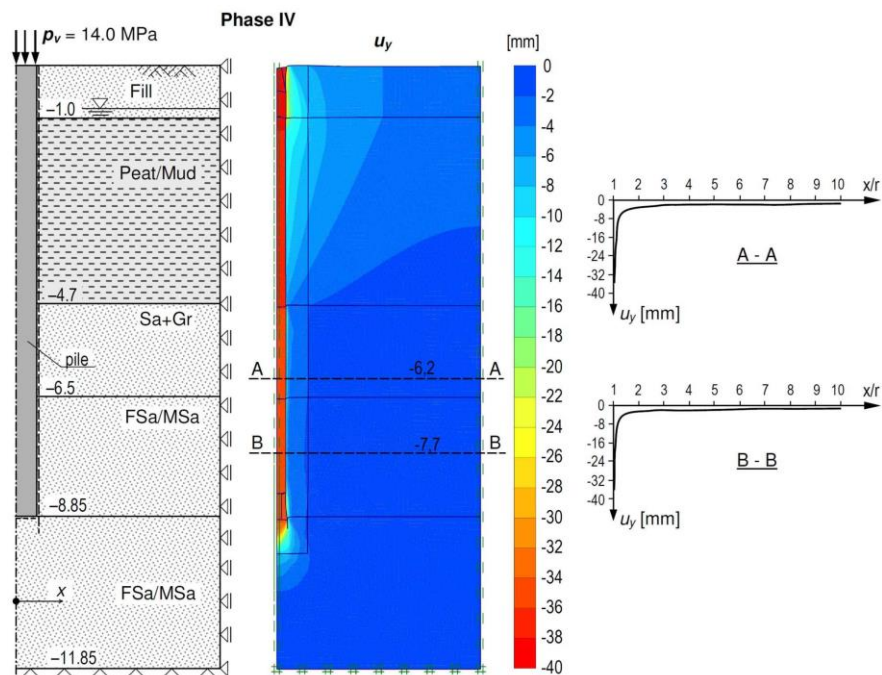 Phase IV
pᵥ = 14.0 MPa
Fill
–1.0
Peat/Mud
–4.7
Sa+Gr
pile
–6.5
FSa/MSa
–8.85
x
FSa/MSa
–11.85
u_y
A -6.2 A
B -7.7 B
[mm]
0
-2
-4
-6
-8
-10
-12
-14
-16
-18
-20
-22
-24
-26
-28
-30
-32
-34
-36
-38
-40
1 2 3 4 5 6 7 8 9 10 x/r
0
-8
-16
-24
-32
-40
A - A
u_y [mm]
1 2 3 4 5 6 7 8 9 10 x/r
0
-8
-16
-24
-32
-40
B - B
u_y [mm]